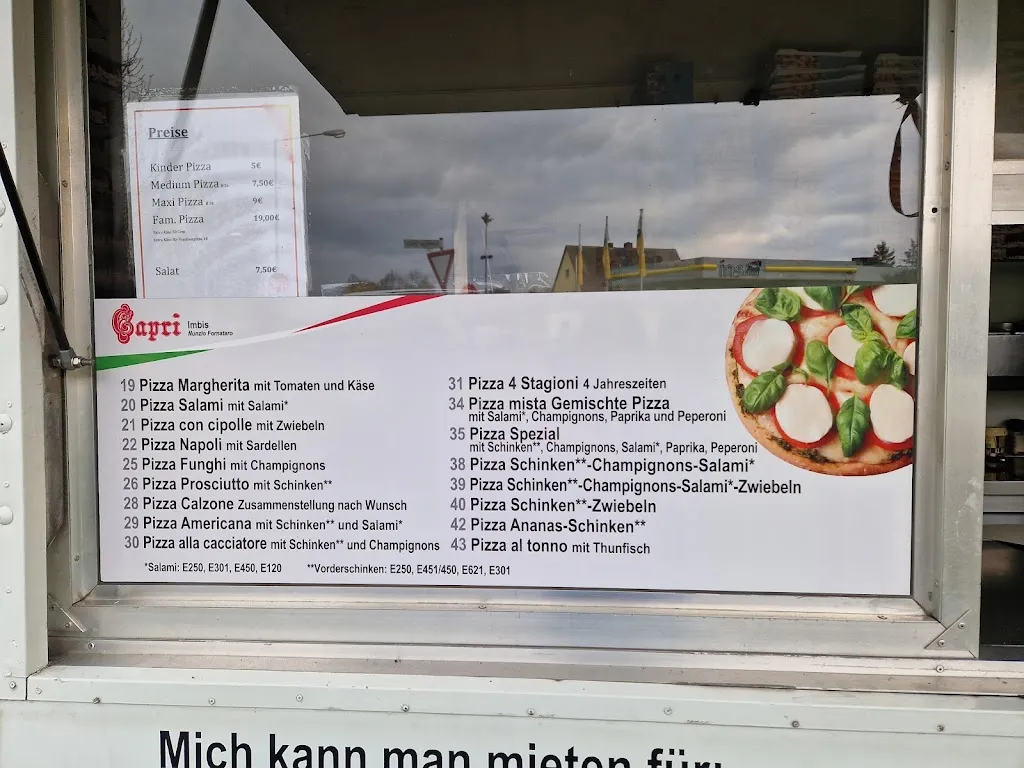 Preise
Kinder Pizza 5€
Medium Pizza 7,50€
Maxi Pizza 9€
Fam. Pizza 19,00€
Salat 7,50€
Capri Imbis
Nunzio Fornataro
19 Pizza Margherita mit Tomaten und Käse
20 Pizza Salami mit Salami*
21 Pizza con cipolle mit Zwiebeln
22 Pizza Napoli mit Sardellen
25 Pizza Funghi mit Champignons
26 Pizza Prosciutto mit Schinken**
28 Pizza Calzone Zusammenstellung nach Wunsch
29 Pizza Americana mit Schinken** und Salami*
30 Pizza alla cacciatore mit Schinken** und Champignons
31 Pizza 4 Stagioni 4 Jahreszeiten
34 Pizza mista Gemischte Pizza
mit Salami*, Champignons, Paprika und Peperoni
35 Pizza Spezial
mit Schinken**, Champignons, Salami*, Paprika, Peperoni
38 Pizza Schinken**-Champignons-Salami*
39 Pizza Schinken**-Champignons-Salami*-Zwiebeln
40 Pizza Schinken**-Zwiebeln
42 Pizza Ananas-Schinken**
43 Pizza al tonno mit Thunfisch
*Salami: E250, E301, E450, E120 **Vorderschinken: E250, E451/450, E621, E301
Mich kann man mieten für: